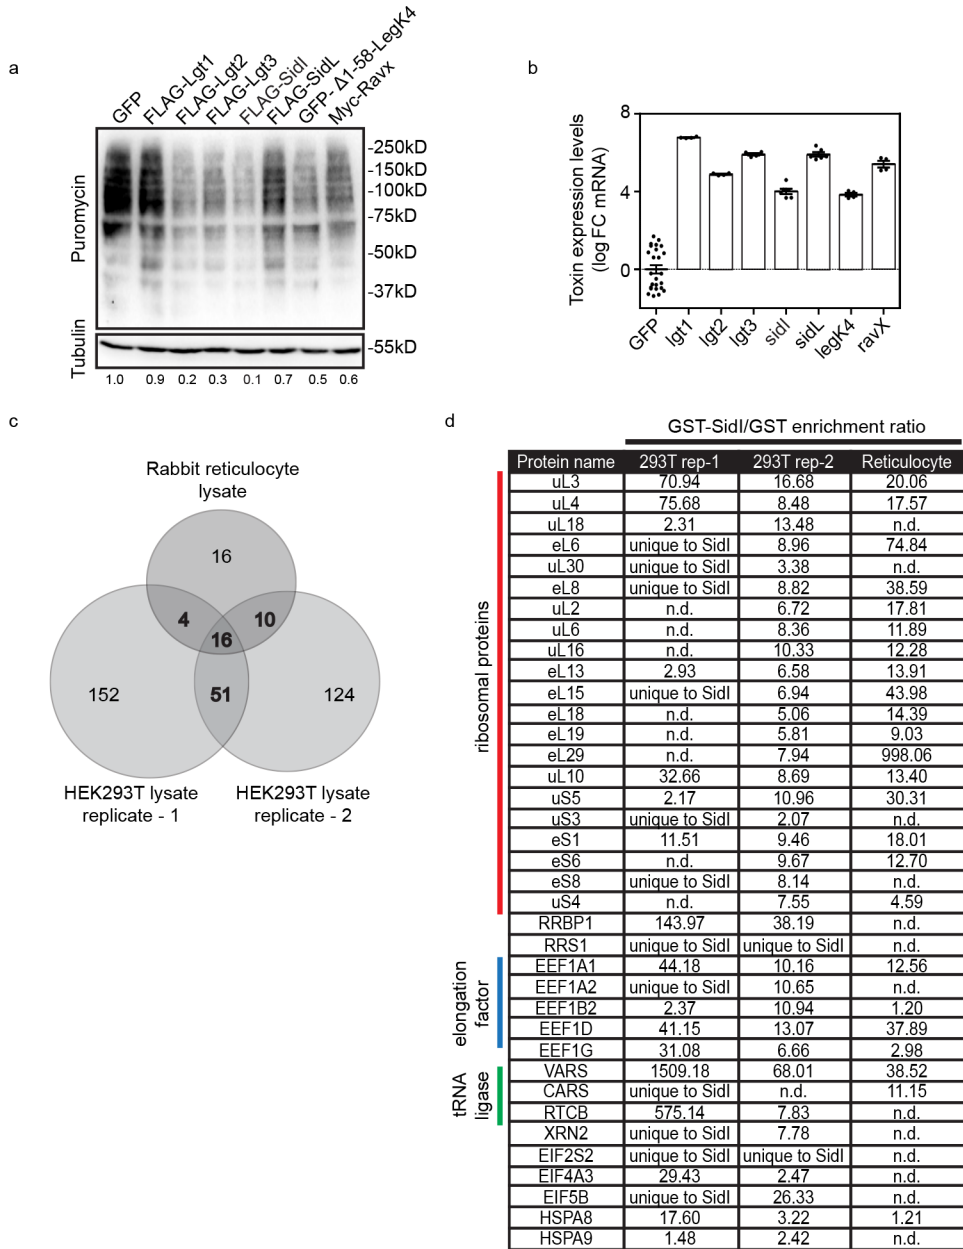 a
GFP
FLAG-Lgt1
FLAG-Lgt2
FLAG-Lgt3
FLAG-SidI
FLAG-SidL
GFP- Δ1-58-LegK4
Myc-Ravx
Puromycin
-250kD
-150kD
-100kD
-75kD
-50kD
-37kD
Tubulin
-55kD
1.0 0.9 0.2 0.3 0.1 0.7 0.5 0.6
b
Toxin expression levels
(log FC mRNA)
8
4
0
GFP
lgt1
lgt2
lgt3
sidI
sidL
legK4
ravX
c
Rabbit reticulocyte
lysate
16
4
10
16
152
51
124
HEK293T lysate
replicate - 1
HEK293T lysate
replicate - 2
d
GST-SidI/GST enrichment ratio
Protein name 293T rep-1 293T rep-2 Reticulocyte
ribosomal proteins
uL3 70.94 16.68 20.06
uL4 75.68 8.48 17.57
uL18 2.31 13.48 n.d.
eL6 unique to SidI 8.96 74.84
uL30 unique to SidI 3.38 n.d.
eL8 unique to SidI 8.82 38.59
uL2 n.d. 6.72 17.81
uL6 n.d. 8.36 11.89
uL16 n.d. 10.33 12.28
eL13 2.93 6.58 13.91
eL15 unique to SidI 6.94 43.98
eL18 n.d. 5.06 14.39
eL19 n.d. 5.81 9.03
eL29 n.d. 7.94 998.06
uL10 32.66 8.69 13.40
uS5 2.17 10.96 30.31
uS3 unique to SidI 2.07 n.d.
eS1 11.51 9.46 18.01
eS6 n.d. 9.67 12.70
eS8 unique to SidI 8.14 n.d.
uS4 n.d. 7.55 4.59
RRBP1 143.97 38.19 n.d.
RRS1 unique to SidI unique to SidI n.d.
elongation
factor
EEF1A1 44.18 10.16 12.56
EEF1A2 unique to SidI 10.65 n.d.
EEF1B2 2.37 10.94 1.20
EEF1D 41.15 13.07 37.89
EEF1G 31.08 6.66 2.98
tRNA
ligase
VARS 1509.18 68.01 38.52
CARS unique to SidI n.d. 11.15
RTCB 575.14 7.83 n.d.
XRN2 unique to SidI 7.78 n.d.
EIF2S2 unique to SidI unique to SidI n.d.
EIF4A3 29.43 2.47 n.d.
EIF5B unique to SidI 26.33 n.d.
HSPA8 17.60 3.22 1.21
HSPA9 1.48 2.42 n.d.